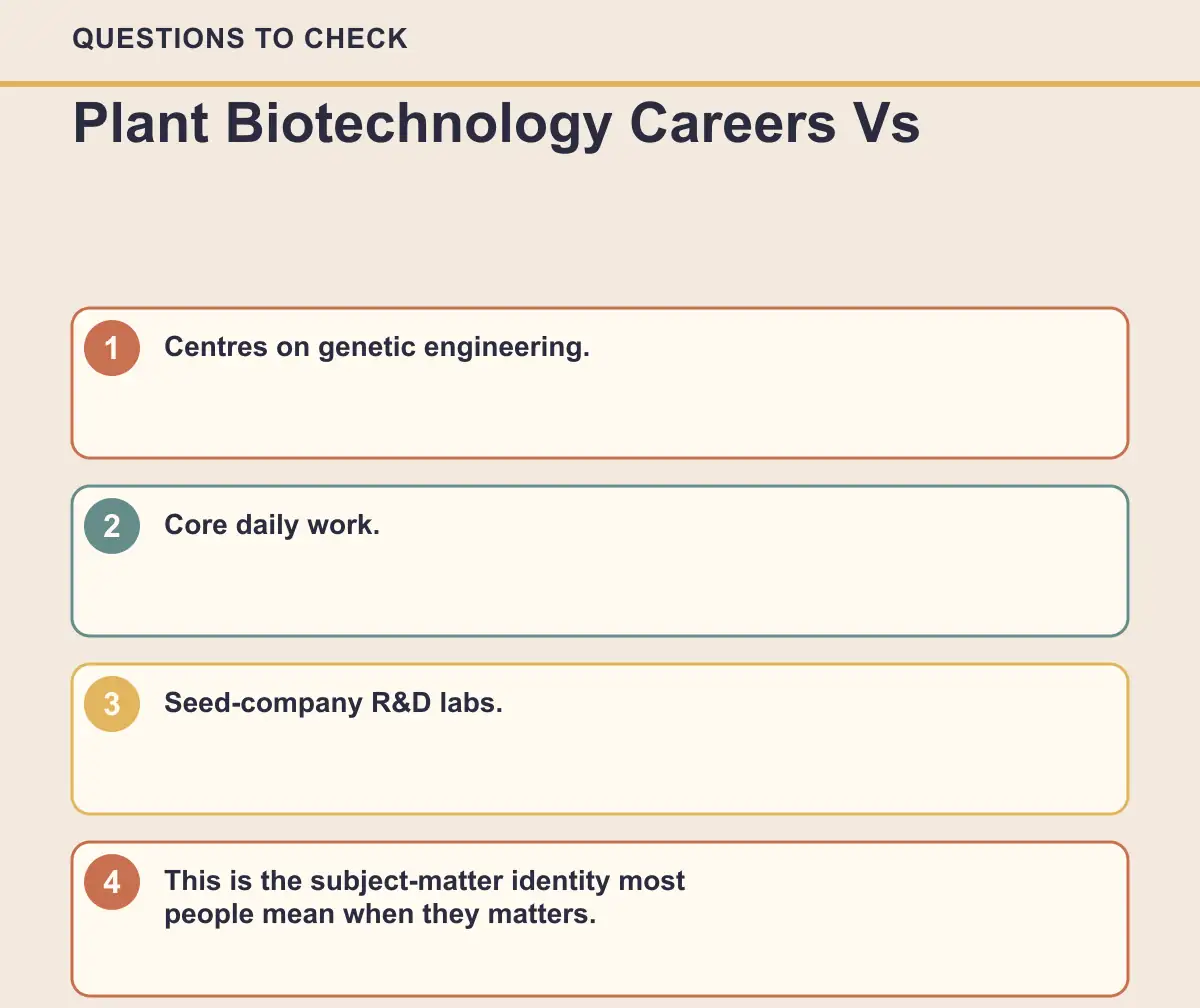 QUESTIONS TO CHECK
Plant Biotechnology Careers Vs
1
Centres on genetic engineering.
2
Core daily work.
3
Seed-company R&D labs.
4
This is the subject-matter identity most
people mean when they matters.